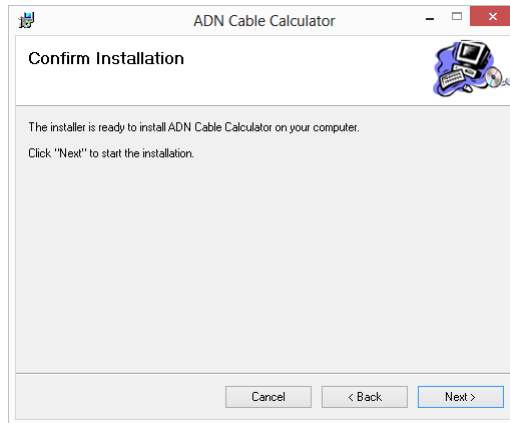 ADN Cable Calculator
Confirm Installation
The installer is ready to install ADN Cable Calculator on your computer.
Click "Next" to start the installation.
Cancel
< Back
Next >